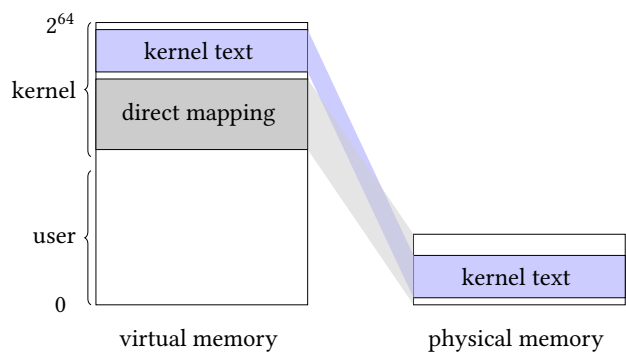 2^64
kernel text
kernel
direct mapping
user
kernel text
0
virtual memory
physical memory